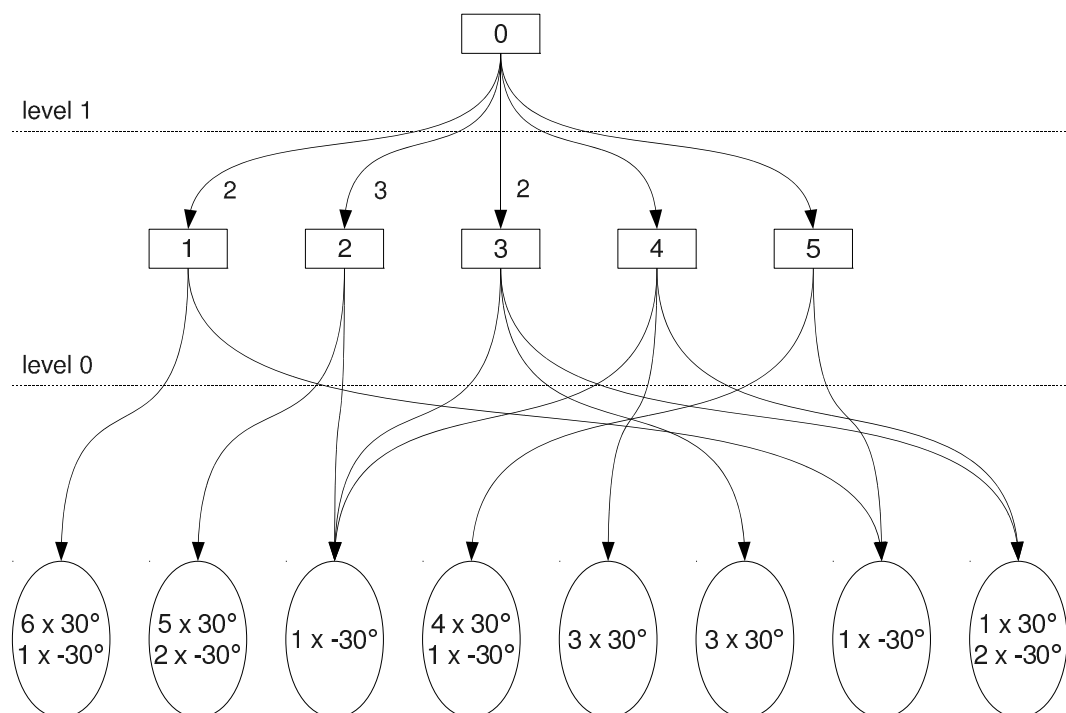 0
level 1
2
3
2
1
2
3
4
5
level 0
6 x 30°
1 x -30°
5 x 30°
2 x -30°
1 x -30°
4 x 30°
1 x -30°
3 x 30°
3 x 30°
1 x -30°
1 x 30°
2 x -30°